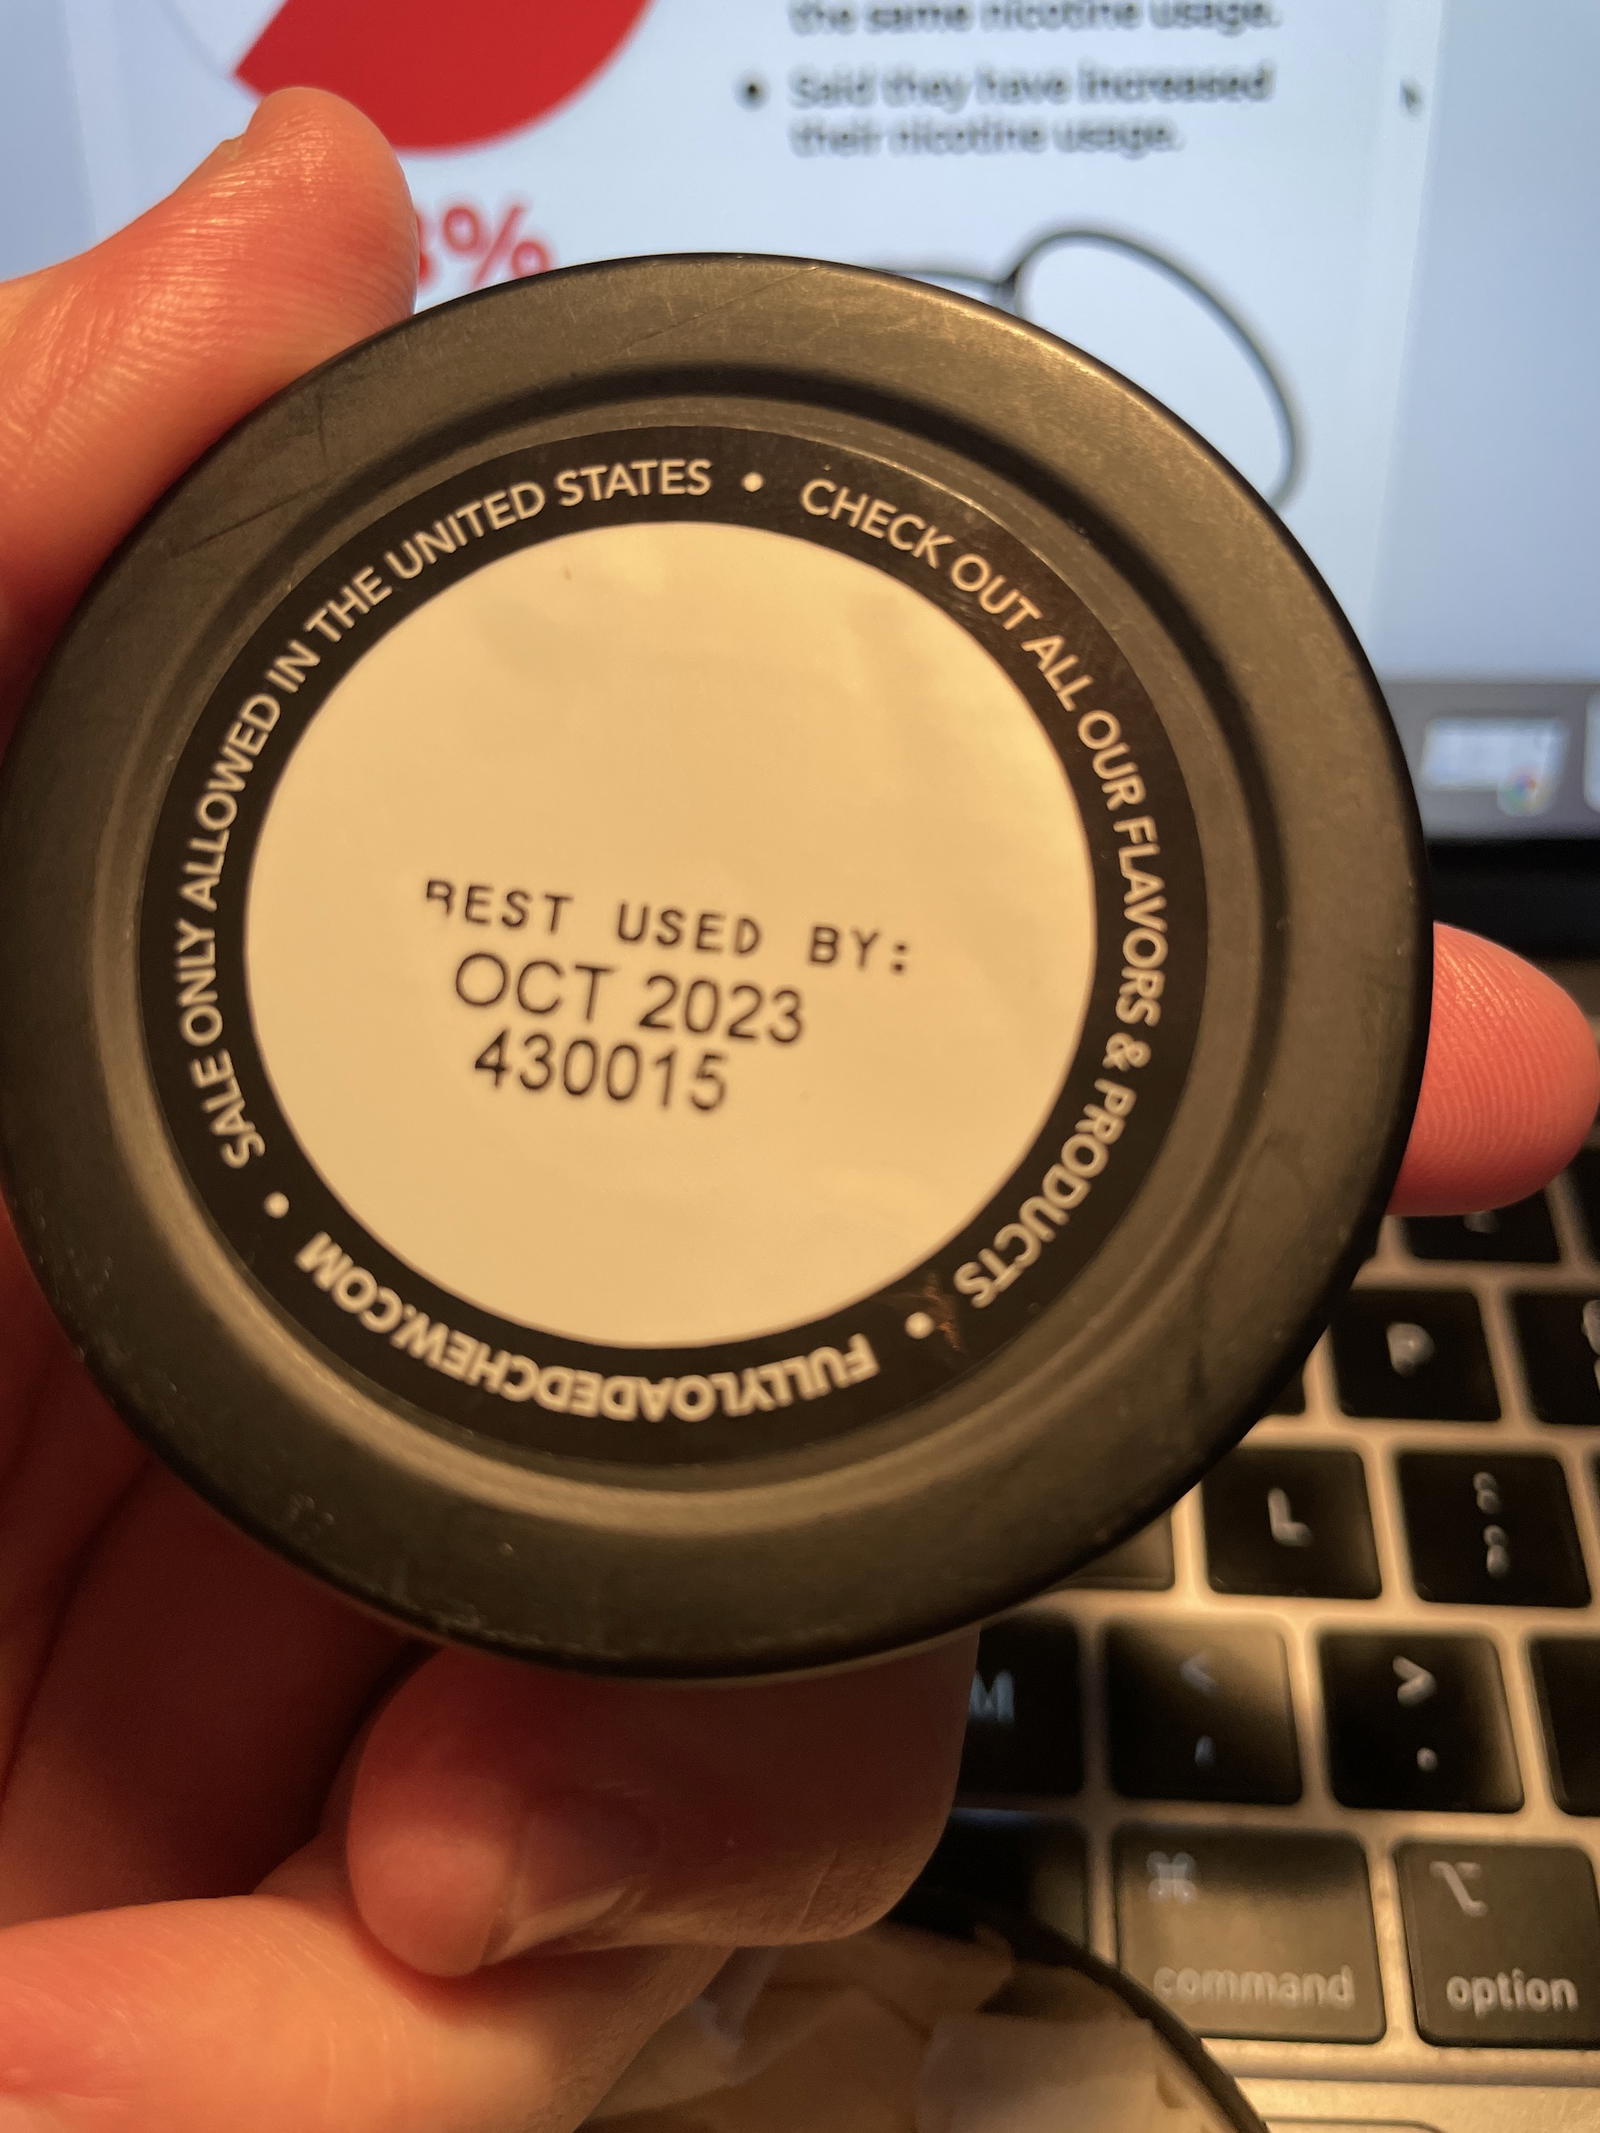 the same nicotine usage.
• Said they have increased
their nicotine usage.
%
SALE ONLY ALLOWED IN THE UNITED STATES • CHECK OUT ALL OUR FLAVORS & PRODUCTS • FULLYLOADEDCHEW.COM •
BEST USED BY:
OCT 2023
430015
P
L
:
;
M
<
,
>
.
⌘
command
⌥
option